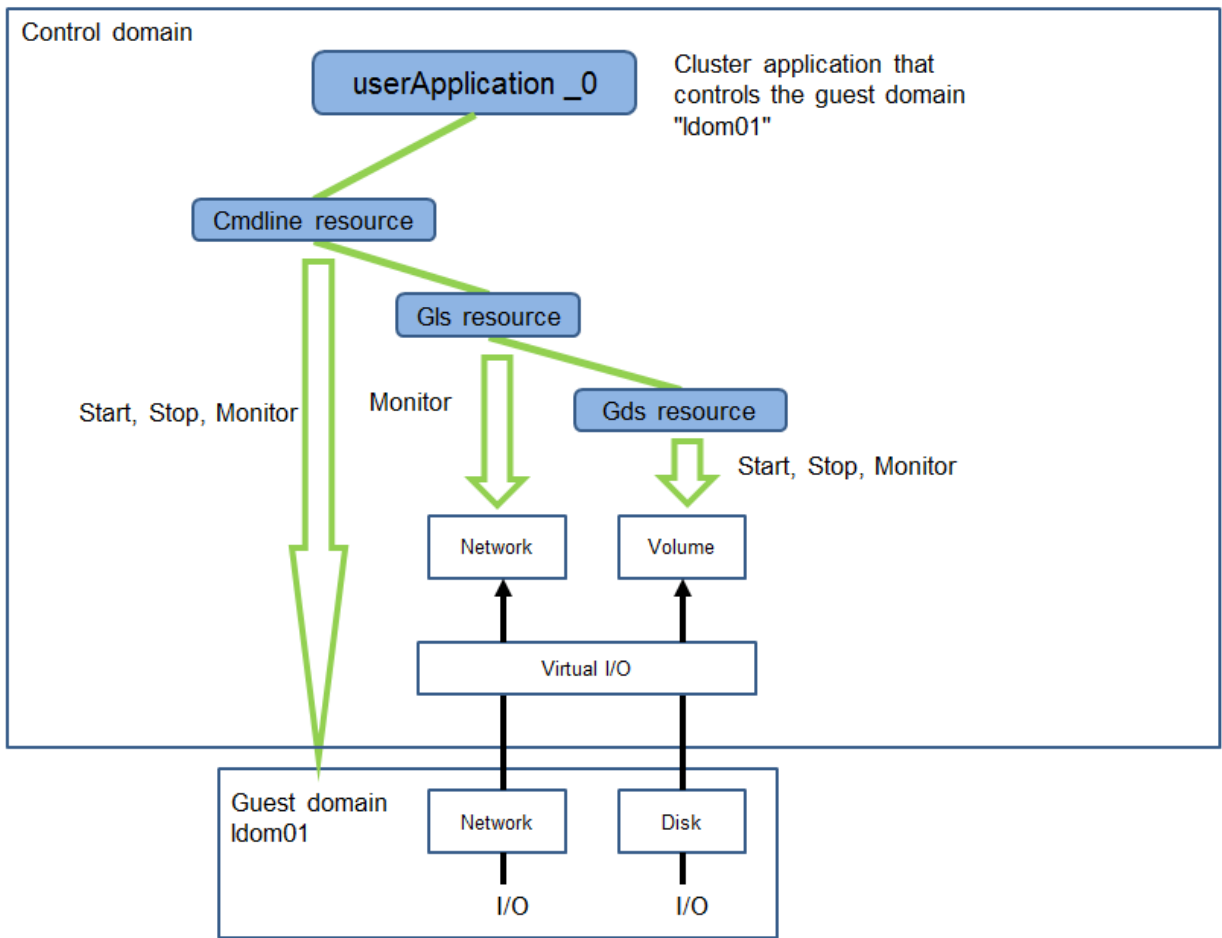 Control domain
userApplication _0
Cluster application that
controls the guest domain
"ldom01"
Cmdline resource
Gls resource
Gds resource
Start, Stop, Monitor
Monitor
Start, Stop, Monitor
Network
Volume
Virtual I/O
Guest domain
ldom01
Network
Disk
I/O
I/O